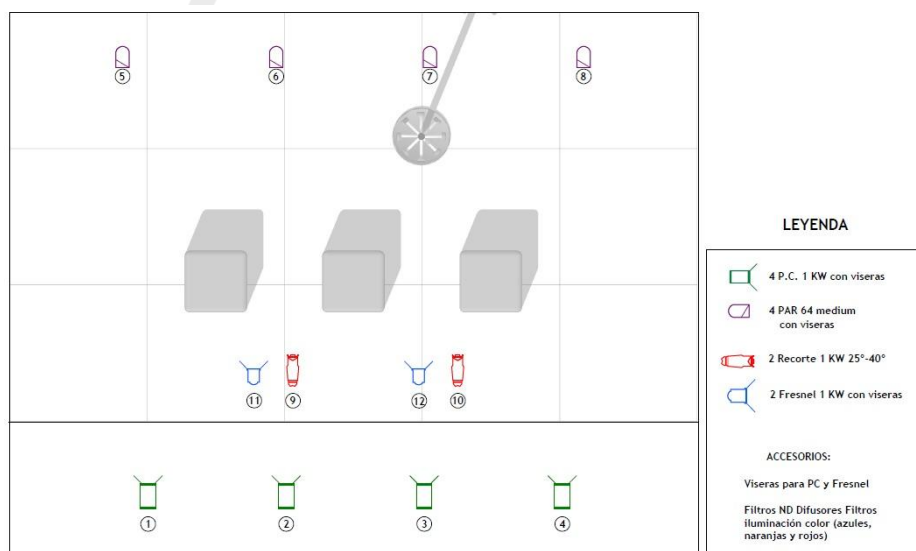 ⑤ ⑥ ⑦ ⑧
⑪ ⑨ ⑫ ⑩
① ② ③ ④
LEYENDA
4 P.C. 1 KW con viseras
4 PAR 64 medium
con viseras
2 Recorte 1 KW 25°-40°
2 Fresnel 1 KW con viseras
ACCESORIOS:
Viseras para PC y Fresnel
Filtros ND Difusores Filtros
iluminación color (azules,
naranjas y rojos)